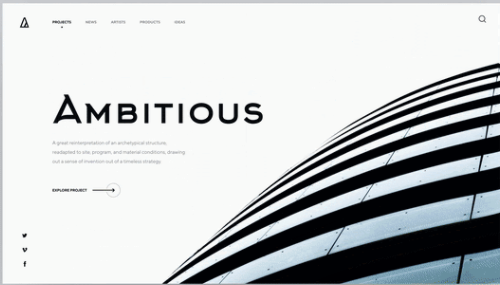 PROJECTS NEWS ARTISTS PRODUCTS IDEAS
AMBITIOUS
A great reinterpretation of an archetypical structure,
readapted to site, program, and material conditions, drawing
out a sense of invention out of a timeless strategy.
EXPLORE PROJECT